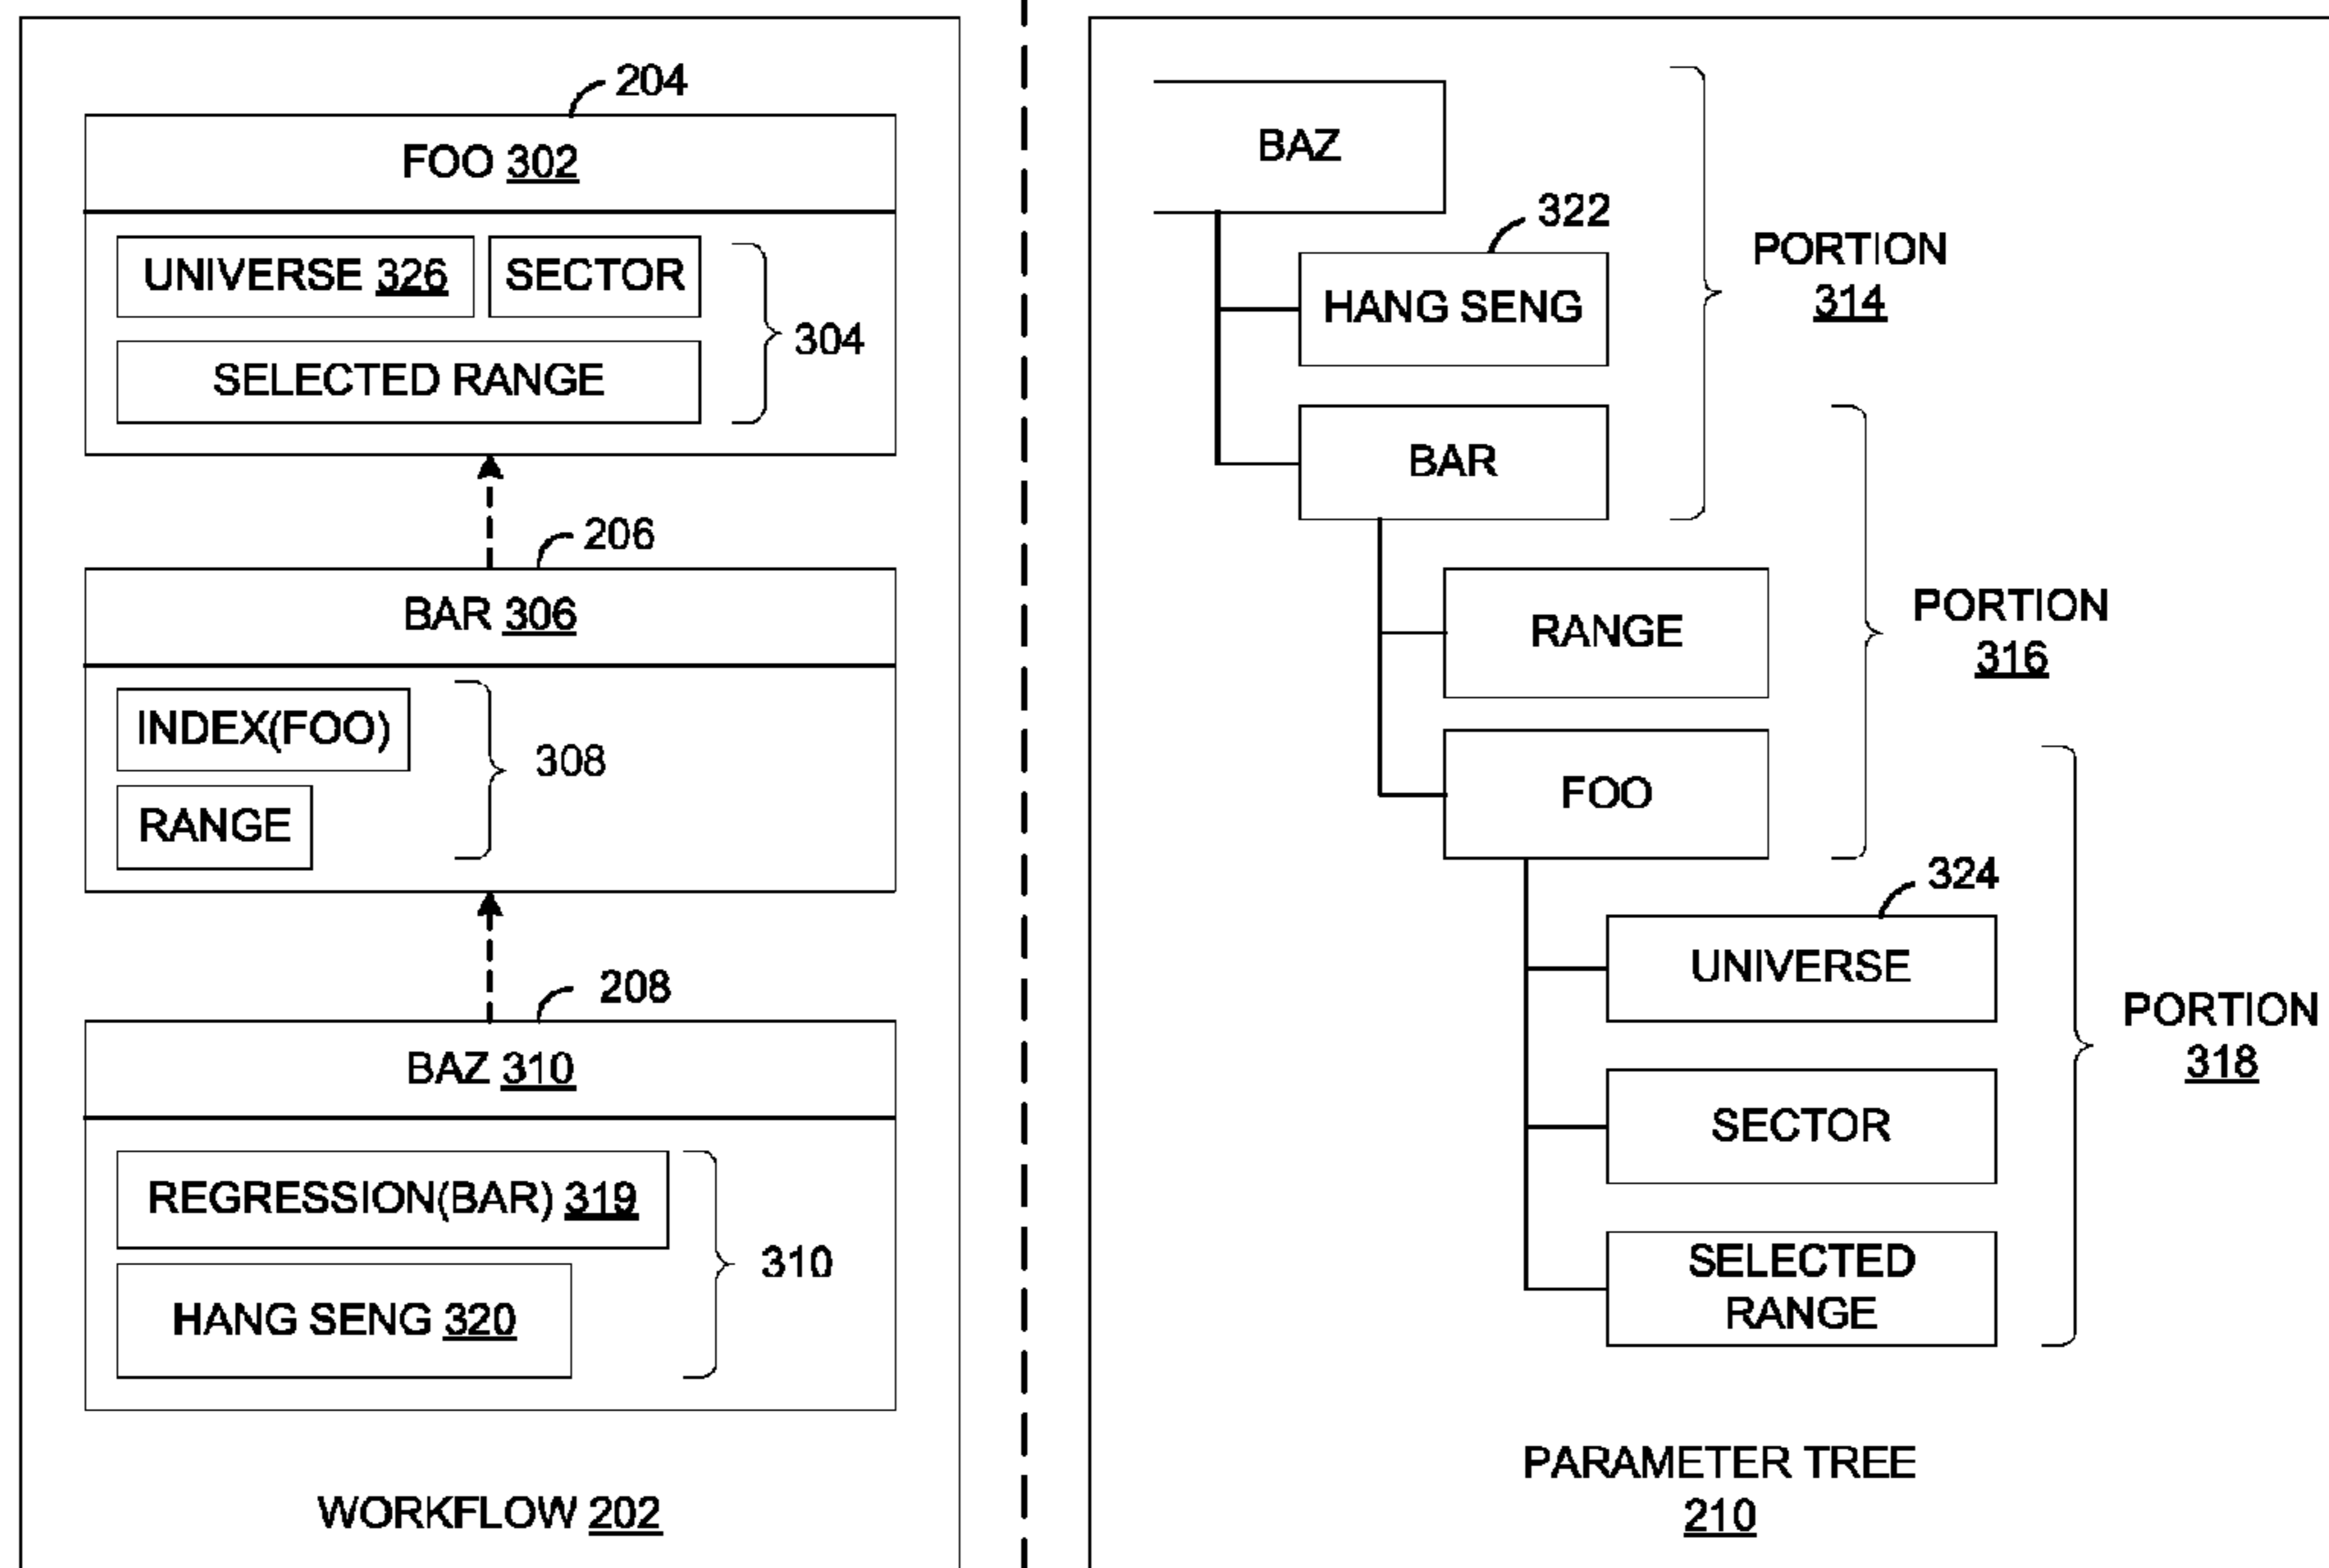 204
FOO 302
UNIVERSE 326 SECTOR
304
SELECTED RANGE
206
BAR 306
INDEX(FOO)
308
RANGE
208
BAZ 310
REGRESSION(BAR) 319
310
HANG SENG 320
WORKFLOW 202
BAZ
322
HANG SENG
PORTION
314
BAR
RANGE
PORTION
316
FOO
324
UNIVERSE
PORTION
318
SECTOR
SELECTED
RANGE
PARAMETER TREE
210